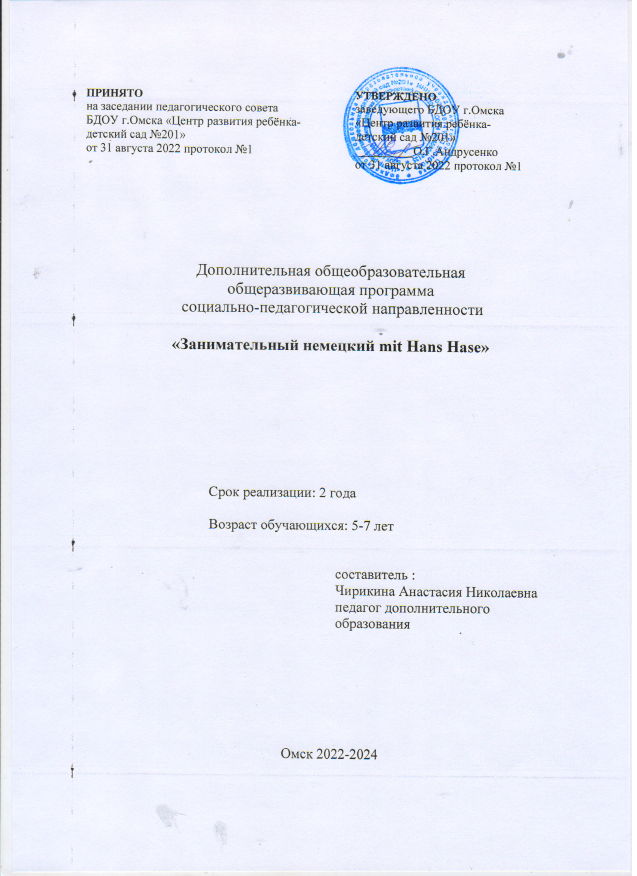 ПРИНЯТО
на заседании педагогического совета
БДОУ г.Омска «Центр развития ребёнка-
детский сад №201»
от 31 августа 2022 протокол №1
УТВЕРЖДЕНО
заведующего БДОУ г.Омска
«Центр развития ребёнка-
детский сад №201»
О.Г. Андрусенко
от 31 августа 2022 протокол №1
Дополнительная общеобразовательная
общеразвивающая программа
социально-педагогической направленности
«Занимательный немецкий mit Hans Hase»
Срок реализации: 2 года
Возраст обучающихся: 5-7 лет
составитель :
Чирикина Анастасия Николаевна
педагог дополнительного
образования
Омск 2022-2024